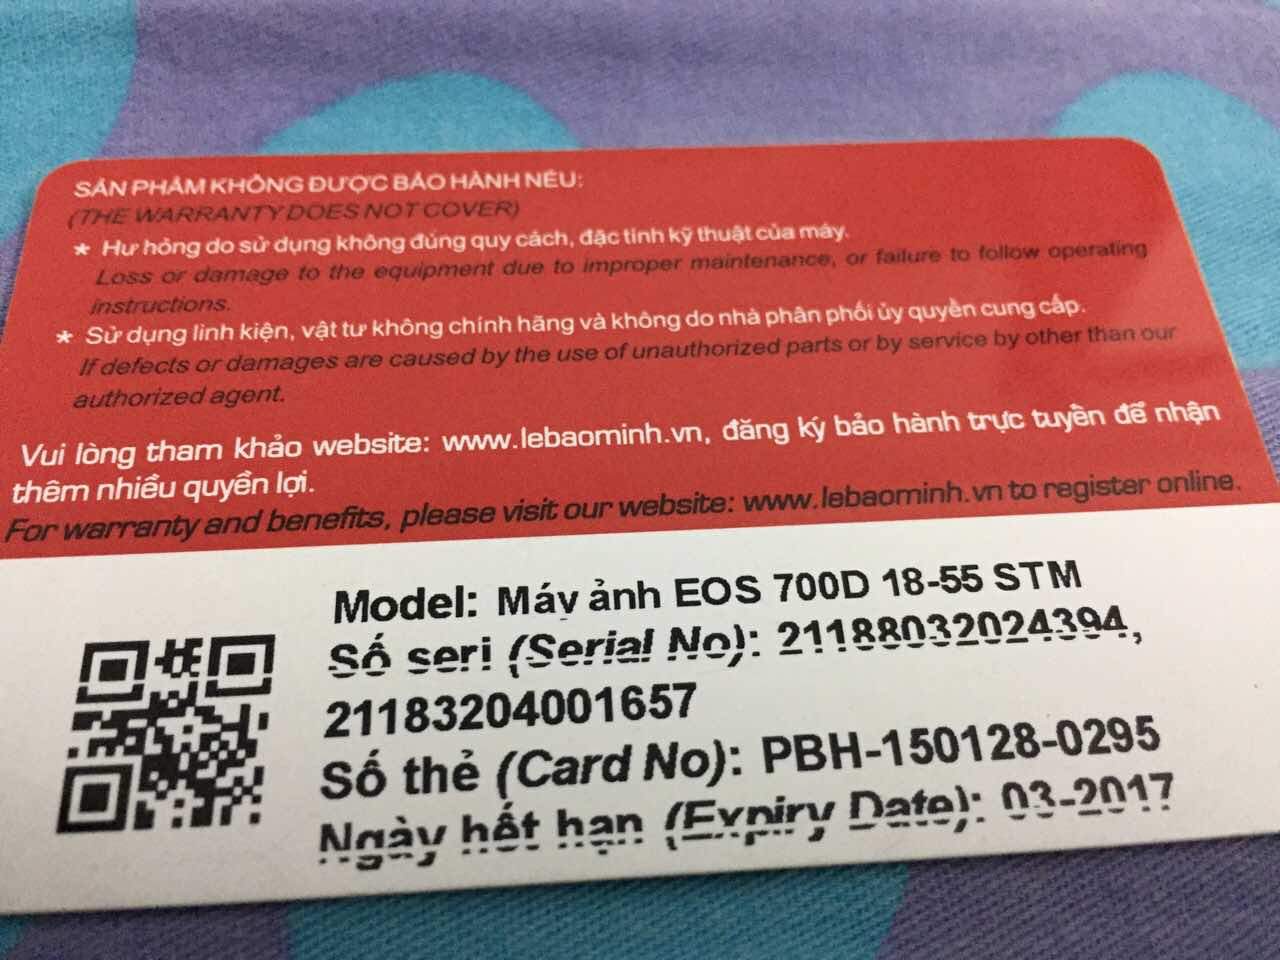 SẢN PHẨM KHÔNG ĐƯỢC BẢO HÀNH NẾU:
(THE WARRANTY DOES NOT COVER)
* Hư hỏng do sử dụng không đúng quy cách, đặc tính kỹ thuật của máy.
Loss or damage to the equipment due to improper maintenance, or failure to follow operating
instructions.
* Sử dụng linh kiện, vật tư không chính hãng và không do nhà phân phối ủy quyền cung cấp.
If defects or damages are caused by the use of unauthorized parts or by service by other than our
authorized agent.
Vui lòng tham khảo website: www.lebaominh.vn, đăng ký bảo hành trực tuyến để nhận
thêm nhiều quyền lợi.
For warranty and benefits, please visit our website: www.lebaominh.vn to register online.
Model: Máy ảnh EOS 700D 18-55 STM
Số seri (Serial No): 21188032024394,
21183204001657
Số thẻ (Card No): PBH-150128-0295
Ngày hết hạn (Expiry Date): 03-2017